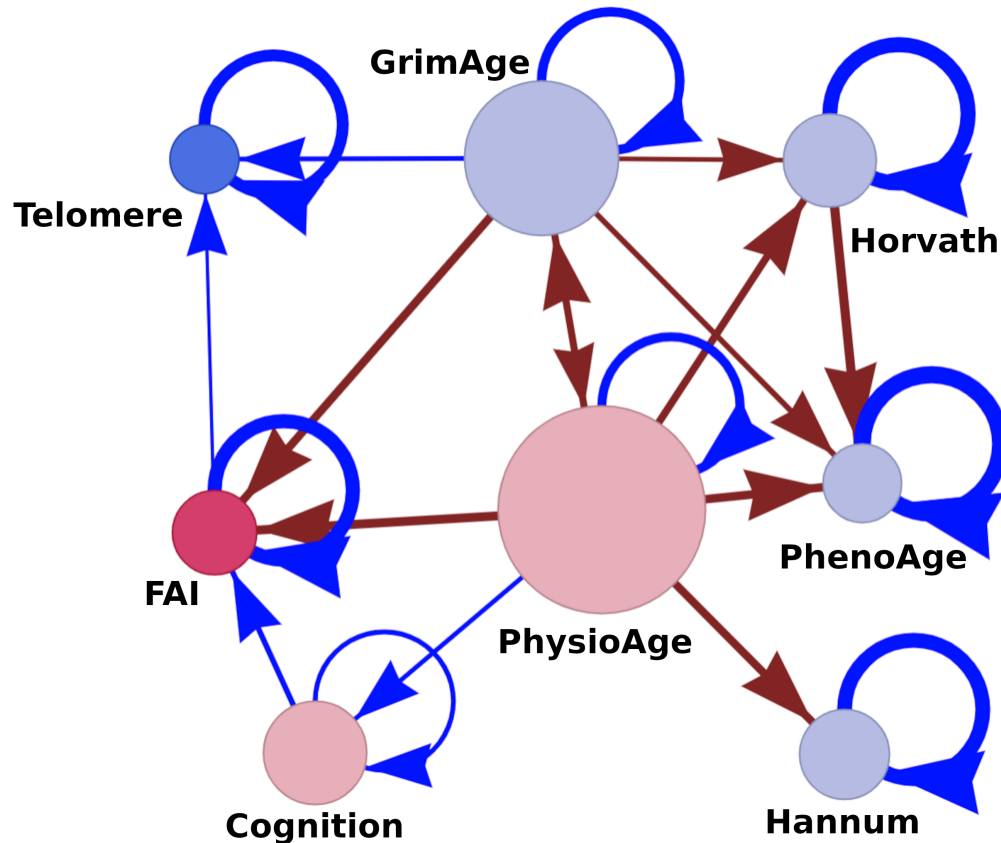 GrimAge
Telomere
Horvath
PhenoAge
FAI
PhysioAge
Cognition
Hannum